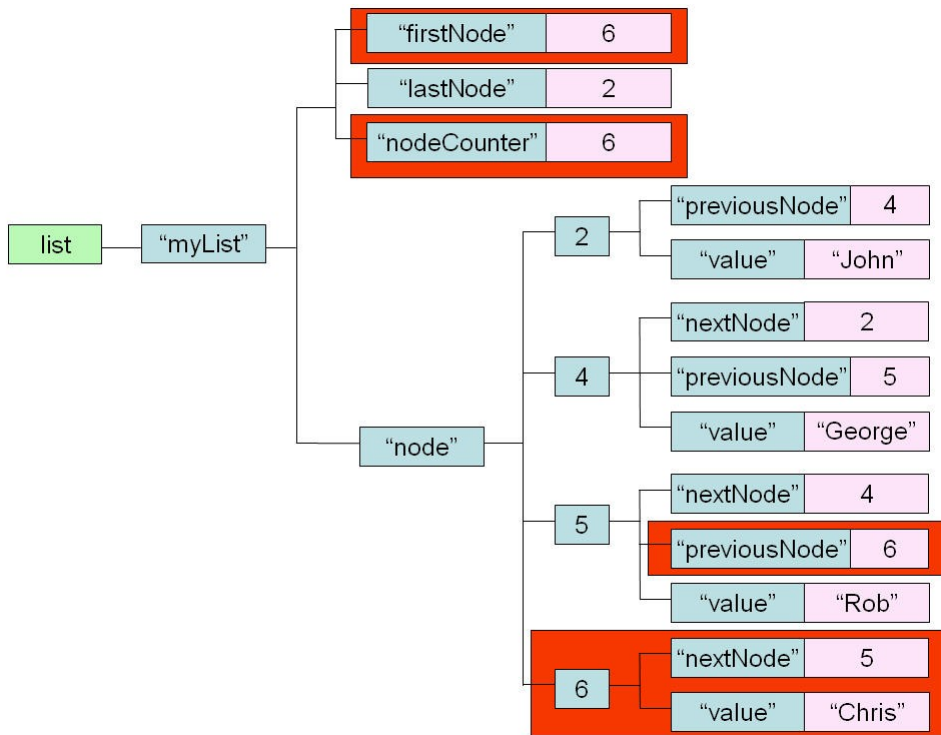 “firstNode” 6
“lastNode” 2
“nodeCounter” 6
list “myList”
“node”
2
“previousNode” 4
“value” “John”
4
“nextNode” 2
“previousNode” 5
“value” “George”
5
“nextNode” 4
“previousNode” 6
“value” “Rob”
6
“nextNode” 5
“value” “Chris”